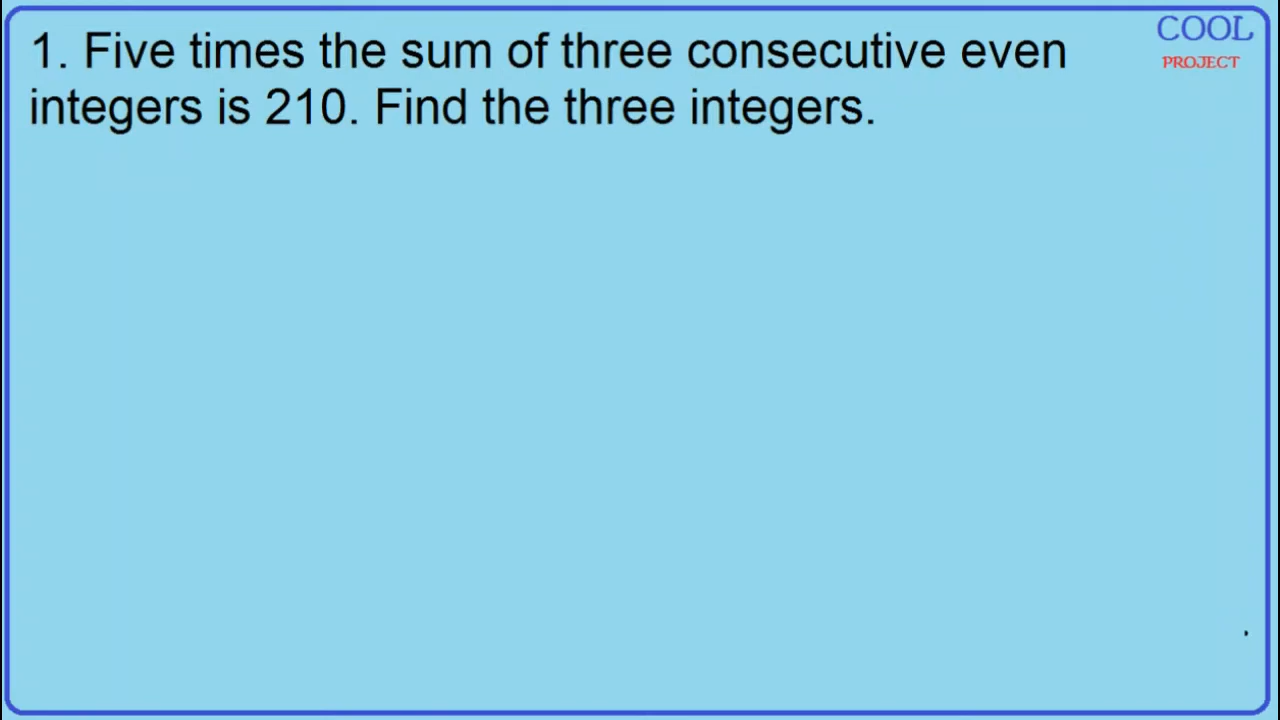 1. Five times the sum of three consecutive even
integers is 210. Find the three integers.
COOL
PROJECT